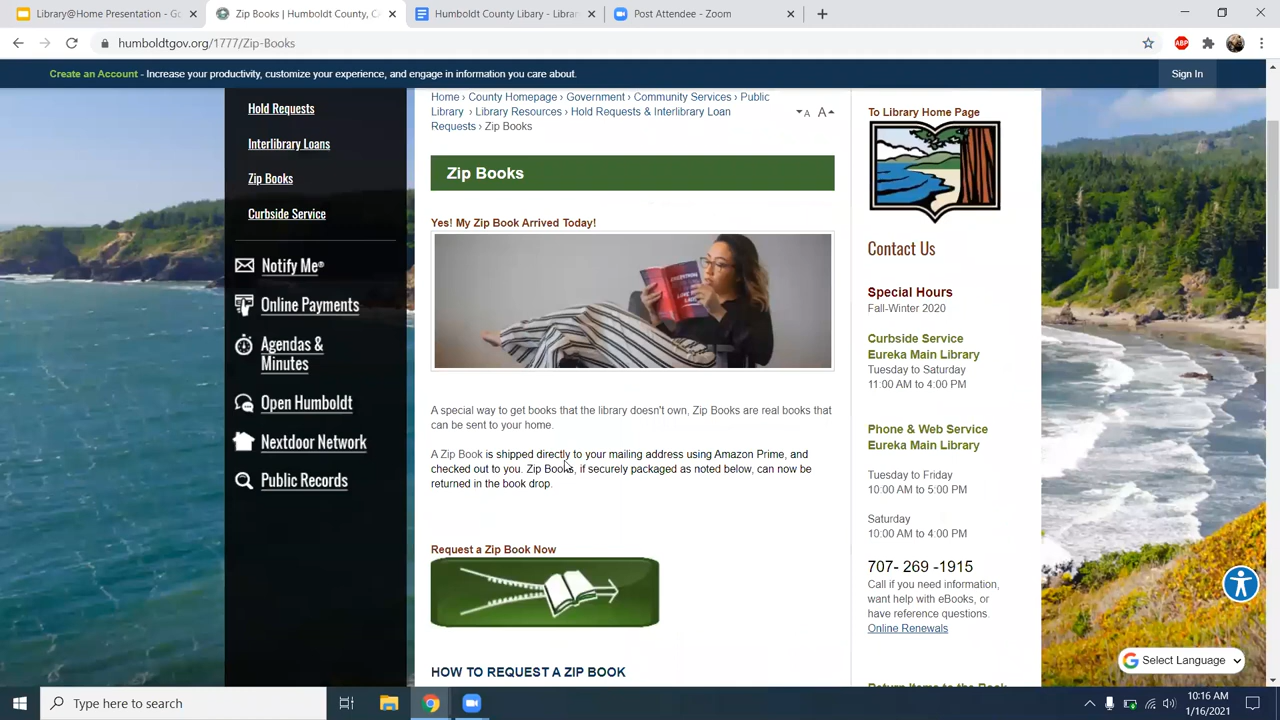 Library@Home Presentation - Go
Zip Books | Humboldt County, C
Humboldt County Libary - Librar
Post Attendee - Zoom
humboldtgov.org/1777/Zip-Books
ABP
Create an Account - Increase your productivity, customize your experience, and engage in information you care about.
Sign In
Hold Requests
Interlibrary Loans
Zip Books
Curbside Service
Notify Me®
Online Payments
Agendas &
Minutes
Open Humboldt
Nextdoor Network
Public Records
Home › County Homepage › Government › Community Services › Public
Library › Library Resources › Hold Requests & Interlibrary Loan
Requests › Zip Books
A A
Zip Books
Yes! My Zip Book Arrived Today!
A special way to get books that the library doesn't own, Zip Books are real books that
can be sent to your home.
A Zip Book is shipped directly to your mailing address using Amazon Prime, and
checked out to you. Zip Books, if securely packaged as noted below, can now be
returned in the book drop.
Request a Zip Book Now
HOW TO REQUEST A ZIP BOOK
To Library Home Page
Contact Us
Special Hours
Fall-Winter 2020
Curbside Service
Eureka Main Library
Tuesday to Saturday
11:00 AM to 4:00 PM
Phone & Web Service
Eureka Main Library
Tuesday to Friday
10:00 AM to 5:00 PM
Saturday
10:00 AM to 4:00 PM
707- 269 -1915
Call if you need information,
want help with eBooks, or
have reference questions.
Online Renewals
Return Items to the Book
Select Language
Type here to search
10:16 AM
1/16/2021